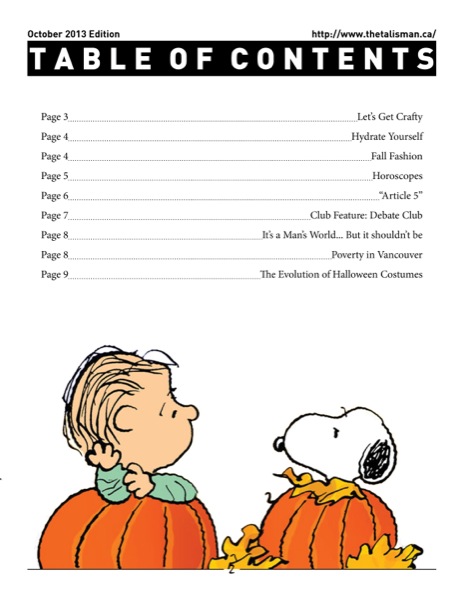 October 2013 Edition http://www.thetalisman.ca/
TABLE OF CONTENTS
Page 3 Let's Get Crafty
Page 4 Hydrate Yourself
Page 4 Fall Fashion
Page 5 Horoscopes
Page 6 “Article 5”
Page 7 Club Feature: Debate Club
Page 8 It's a Man's World... But it shouldn't be
Page 8 Poverty in Vancouver
Page 9 The Evolution of Halloween Costumes
2